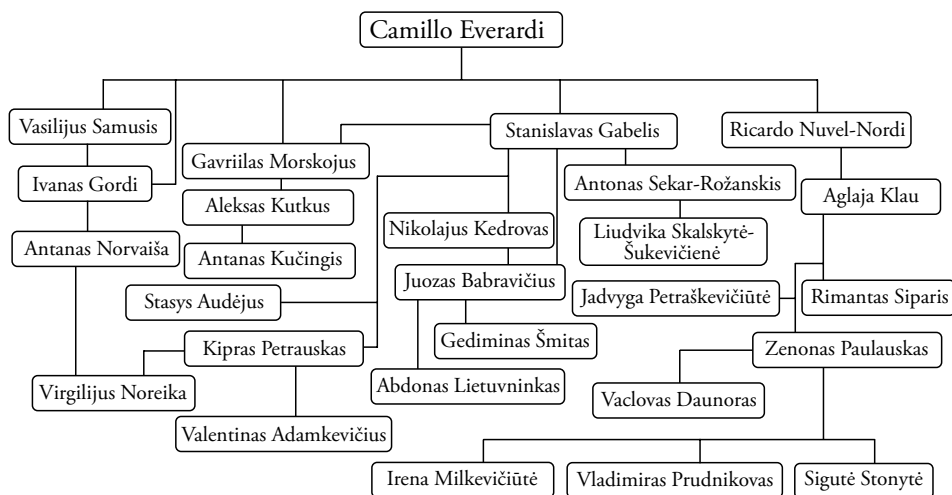 Camillo Everardi
Vasilijus Samusis
Stanislavas Gabelis
Ricardo Nuvel-Nordi
Gavriilas Morskojus
Ivanas Gordi
Antonas Sekar-Rožanskis
Aglaja Klau
Aleksas Kutkus
Nikolajus Kedrovas
Liudvika Skalskytė-
Šukevičienė
Antanas Norvaiša
Antanas Kučingis
Juozas Babravičius
Stasys Audėjus
Jadvyga Petraškevičiūtė
Rimantas Siparis
Gediminas Šmitas
Kipras Petrauskas
Zenonas Paulauskas
Virgilijus Noreika
Abdonas Lietuvninkas
Vaclovas Daunoras
Valentinas Adamkevičius
Irena Milkevičiūtė
Vladimiras Prudnikovas
Sigutė Stonytė